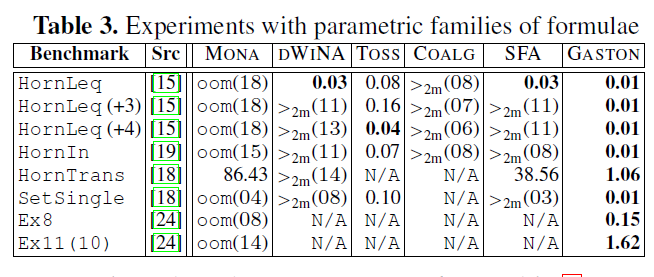 Table 3. Experiments with parametric families of formulae
Benchmark Src MONA DWINA TOSS COALG SFA GASTON
HornLeq [15] oom(18) 0.03 0.08 >2m(08) 0.03 0.01
HornLeq (+3) [15] oom(18) >2m(11) 0.16 >2m(07) >2m(11) 0.01
HornLeq (+4) [15] oom(18) >2m(13) 0.04 >2m(06) >2m(11) 0.01
HornIn [19] oom(15) >2m(11) 0.07 >2m(08) >2m(08) 0.01
HornTrans [18] 86.43 >2m(14) N/A N/A 38.56 1.06
SetSingle [18] oom(04) >2m(08) 0.10 N/A >2m(03) 0.01
Ex8 [24] oom(08) N/A N/A N/A N/A 0.15
Ex11(10) [24] oom(14) N/A N/A N/A N/A 1.62